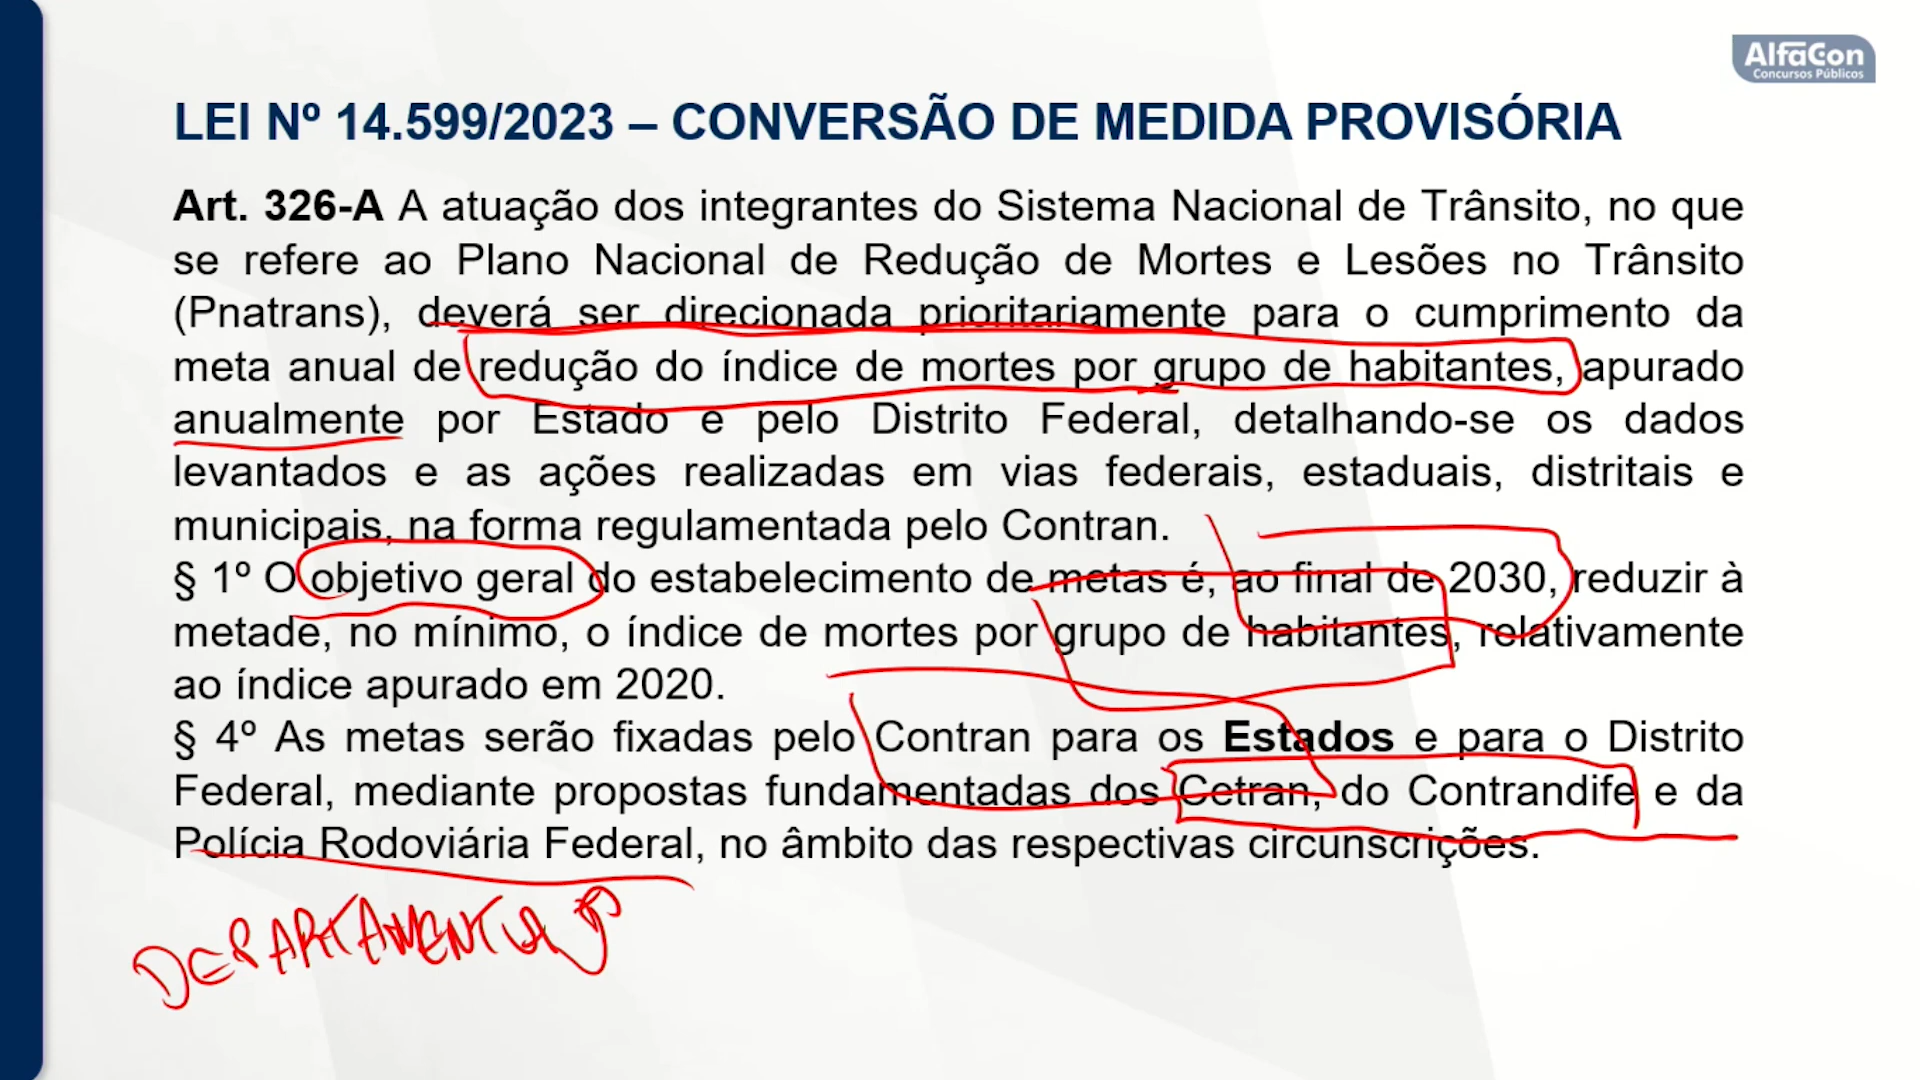 AlfaCon
Concursos Públicos
LEI Nº 14.599/2023 – CONVERSÃO DE MEDIDA PROVISÓRIA
Art. 326-A A atuação dos integrantes do Sistema Nacional de Trânsito, no que
se refere ao Plano Nacional de Redução de Mortes e Lesões no Trânsito
(Pnatrans), deverá ser direcionada prioritariamente para o cumprimento da
meta anual de redução do índice de mortes por grupo de habitantes, apurado
anualmente por Estado e pelo Distrito Federal, detalhando-se os dados
levantados e as ações realizadas em vias federais, estaduais, distritais e
municipais, na forma regulamentada pelo Contran.
§ 1º O objetivo geral do estabelecimento de metas é, ao final de 2030, reduzir à
metade, no mínimo, o índice de mortes por grupo de habitantes, relativamente
ao índice apurado em 2020.
§ 4º As metas serão fixadas pelo Contran para os Estados e para o Distrito
Federal, mediante propostas fundamentadas dos Cetran, do Contrandife e da
Polícia Rodoviária Federal, no âmbito das respectivas circunscrições.